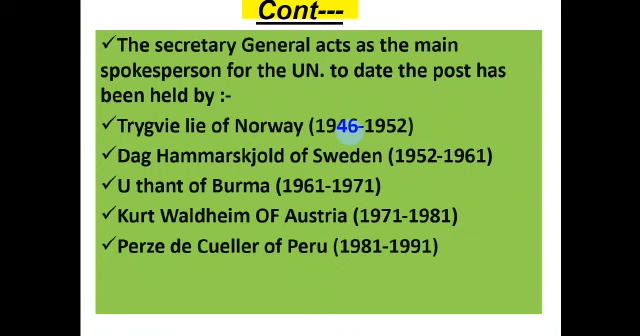 Cont---
✓The secretary General acts as the main
spokesperson for the UN. to date the post has
been held by :-
✓Trygvie lie of Norway (1946-1952)
✓Dag Hammarskjold of Sweden (1952-1961)
✓U thant of Burma (1961-1971)
✓Kurt Waldheim OF Austria (1971-1981)
✓Perze de Cueller of Peru (1981-1991)